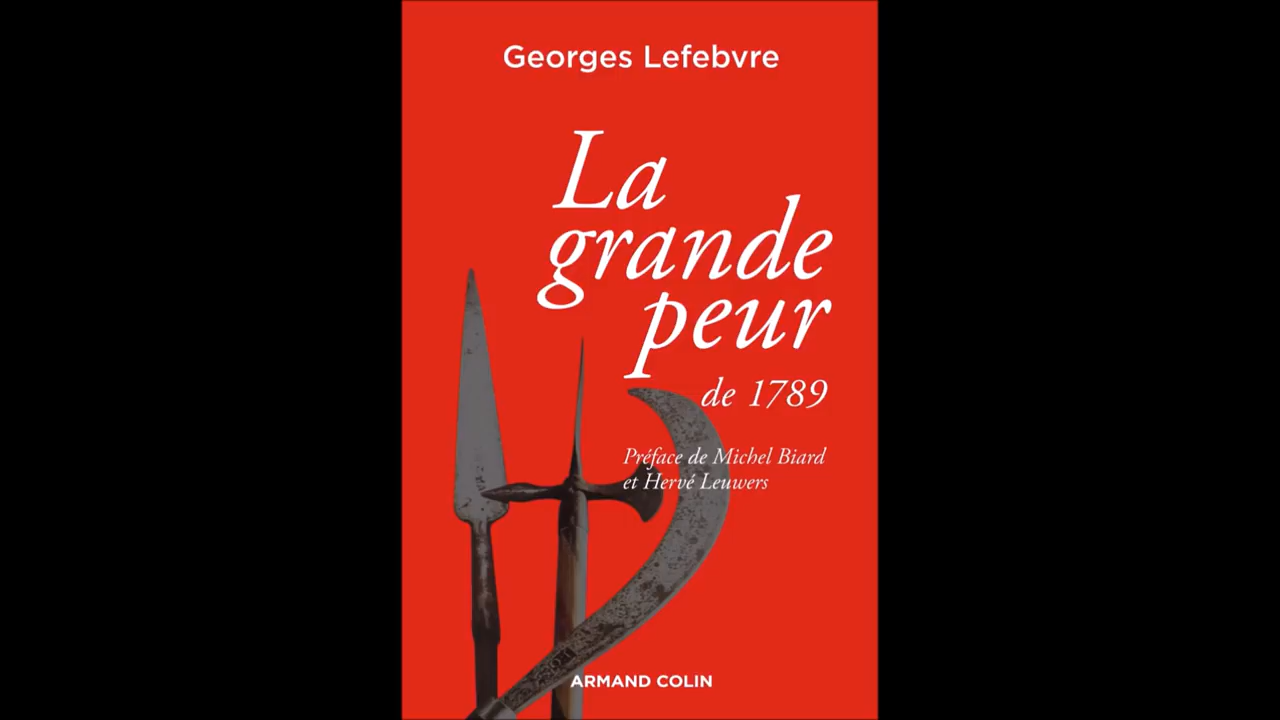 Georges Lefebvre
La
grande
peur
de 1789
Préface de Michel Biard
et Hervé Leuwers
ARMAND COLIN